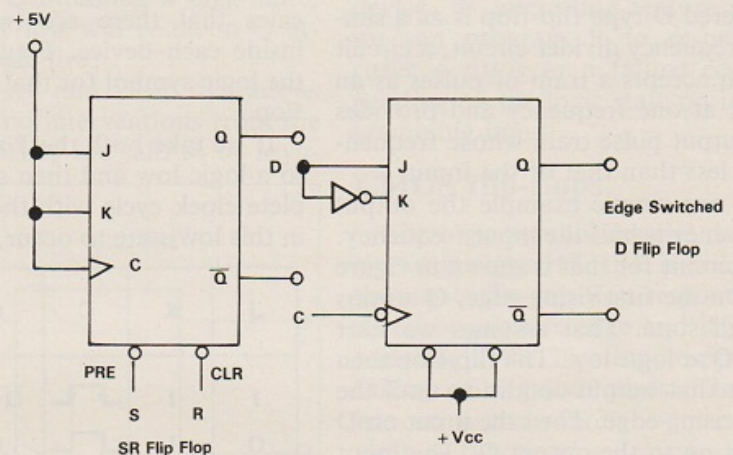 +5V
J
K
C
Q
Q̅
PRE
CLR
S
R
SR Flip Flop
D
J
K
C
Q
Q
+Vcc
Edge Switched
D Flip Flop